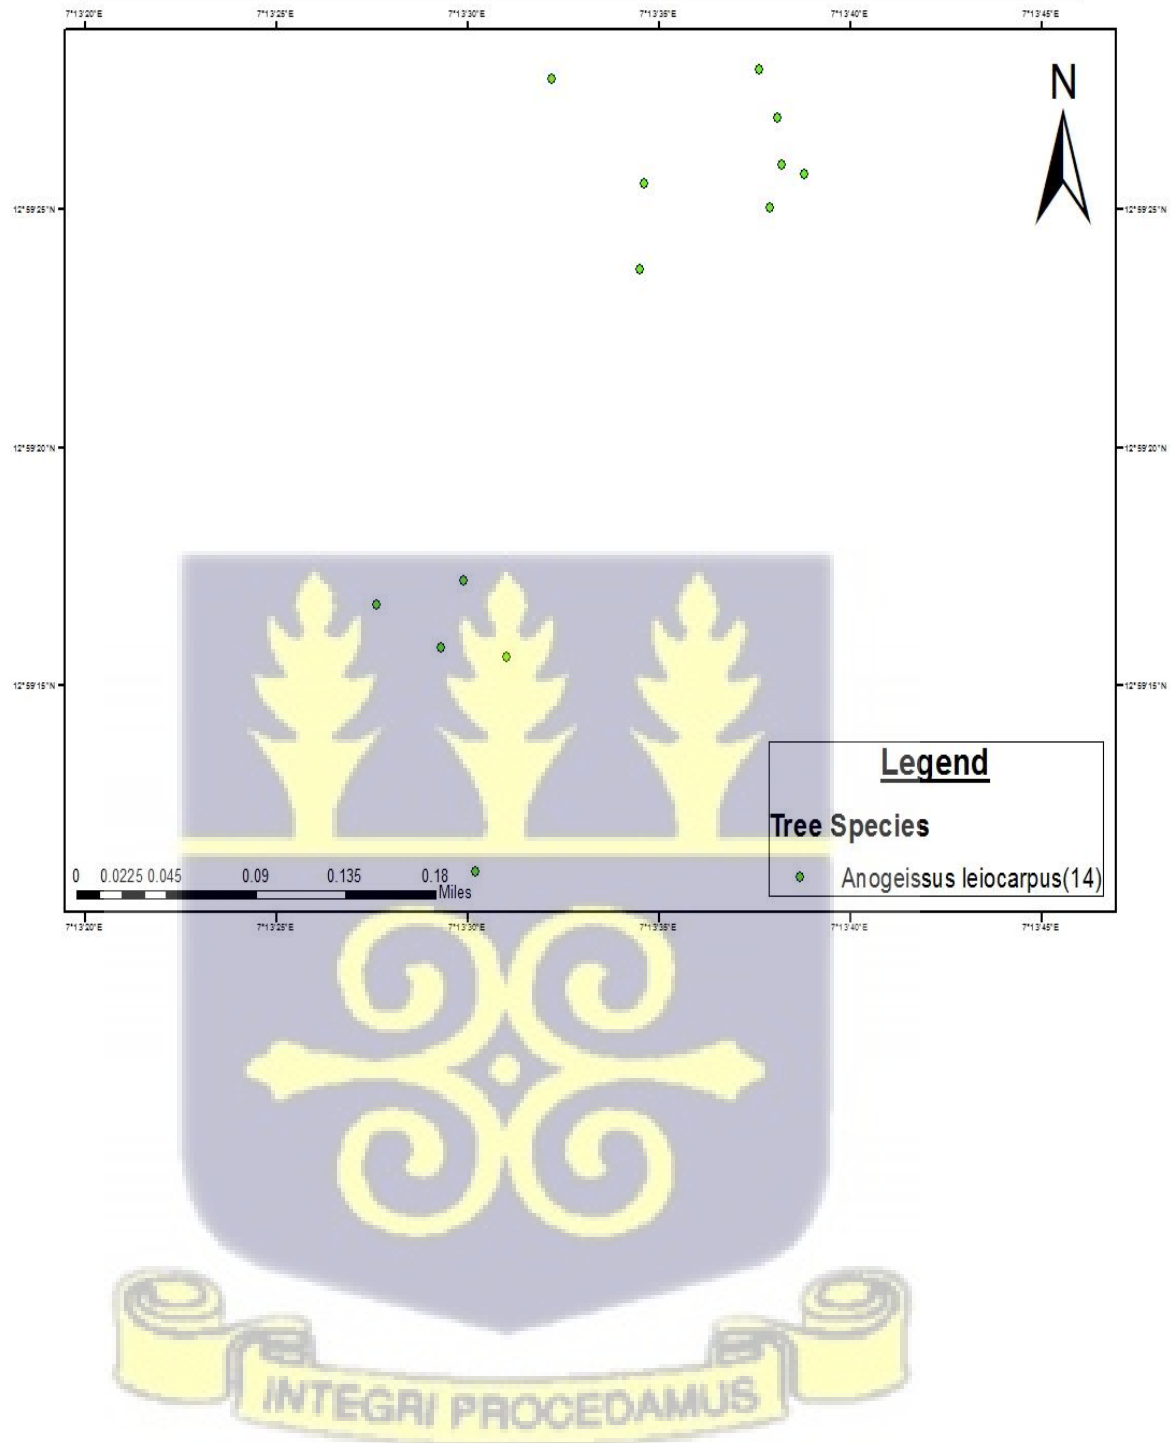 7°13'20"E 7°13'25"E 7°13'30"E 7°13'35"E 7°13'40"E 7°13'45"E
N
12°59'25"N 12°59'25"N
12°59'20"N 12°59'20"N
12°59'15"N 12°59'15"N
Legend
Tree Species
Anogeissus leiocarpus(14)
0 0.0225 0.045 0.09 0.135 0.18
Miles
7°13'20"E 7°13'25"E 7°13'30"E 7°13'35"E 7°13'40"E 7°13'45"E
INTEGRI PROCEDAMUS